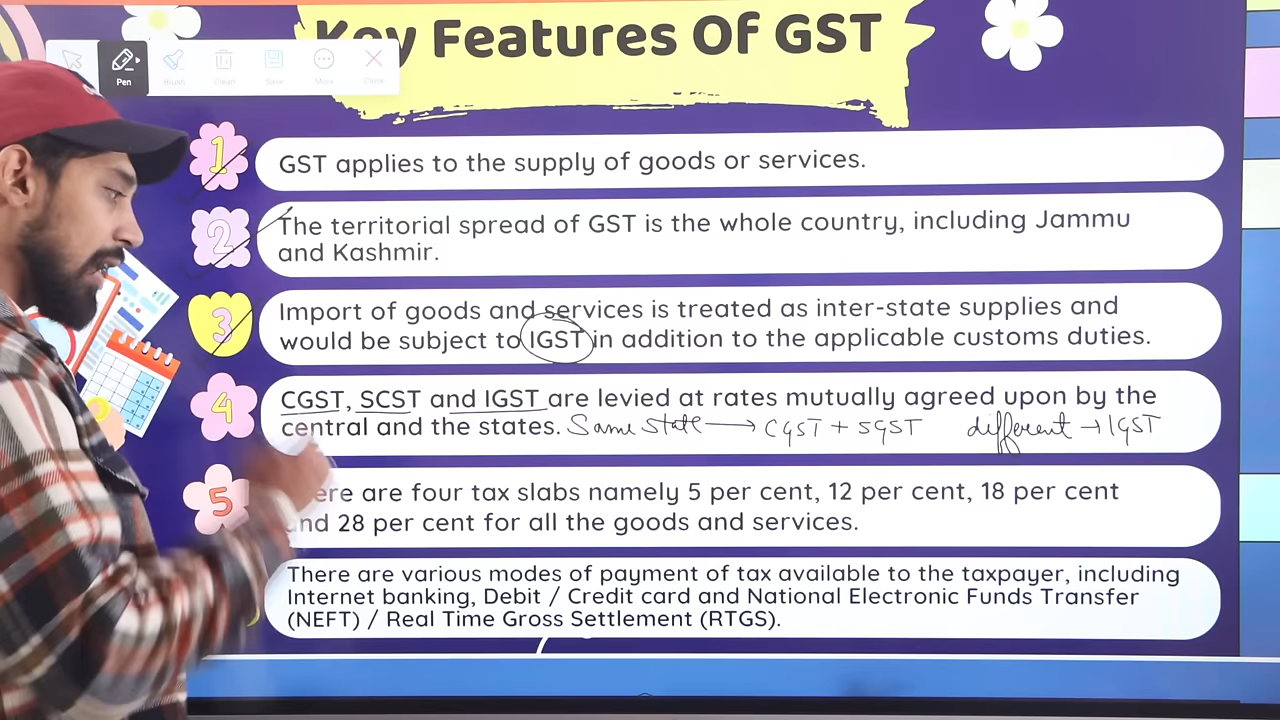 Key Features Of GST
Pen
Brush
Clear
Save
More
Close
1
GST applies to the supply of goods or services.
2
The territorial spread of GST is the whole country, including Jammu
and Kashmir.
3
Import of goods and services is treated as inter-state supplies and
would be subject to IGST in addition to the applicable customs duties.
4
CGST, SCST and IGST are levied at rates mutually agreed upon by the
central and the states. Same state → CGST + SGST different → IGST
5
ere are four tax slabs namely 5 per cent, 12 per cent, 18 per cent
and 28 per cent for all the goods and services.
There are various modes of payment of tax available to the taxpayer, including
Internet banking, Debit / Credit card and National Electronic Funds Transfer
(NEFT) / Real Time Gross Settlement (RTGS).